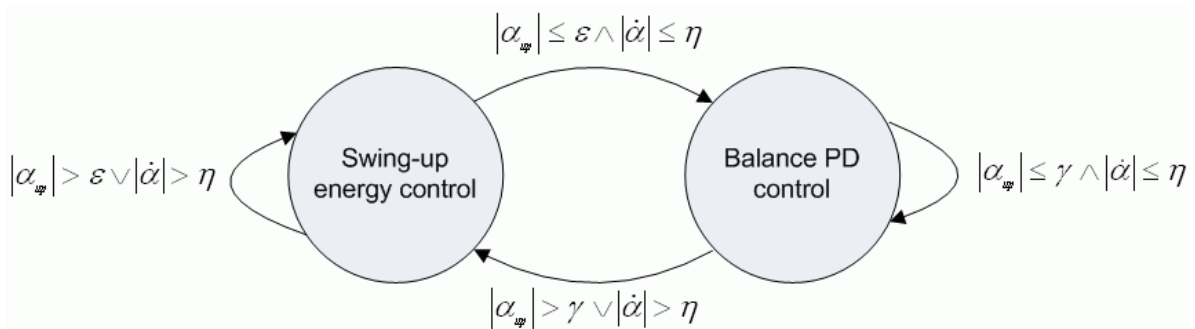 |α_up| ≤ ε ∧ |α̇| ≤ η
Swing-up
energy control
Balance PD
control
|α_up| > ε ∨ |α̇| > η
|α_up| ≤ γ ∧ |α̇| ≤ η
|α_up| > γ ∨ |α̇| > η